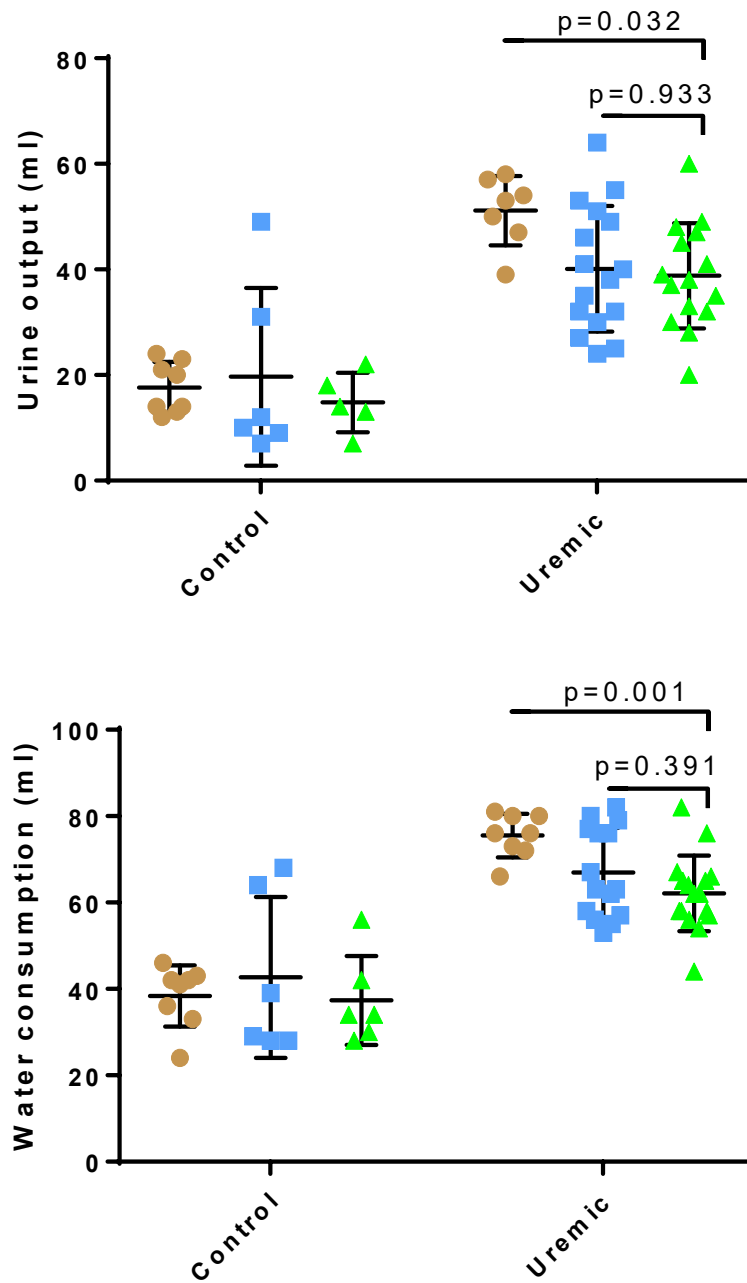 p=0.032
p=0.933
Urine output (ml)
80
60
40
20
0
Control
Uremic
p=0.001
p=0.391
Water consumption (ml)
100
80
60
40
20
0
Control
Uremic